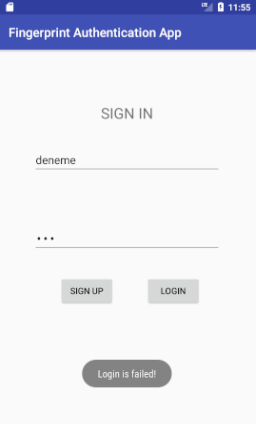 11:55
Fingerprint Authentication App
SIGN IN
deneme
•••
SIGN UP
LOGIN
Login is failed!